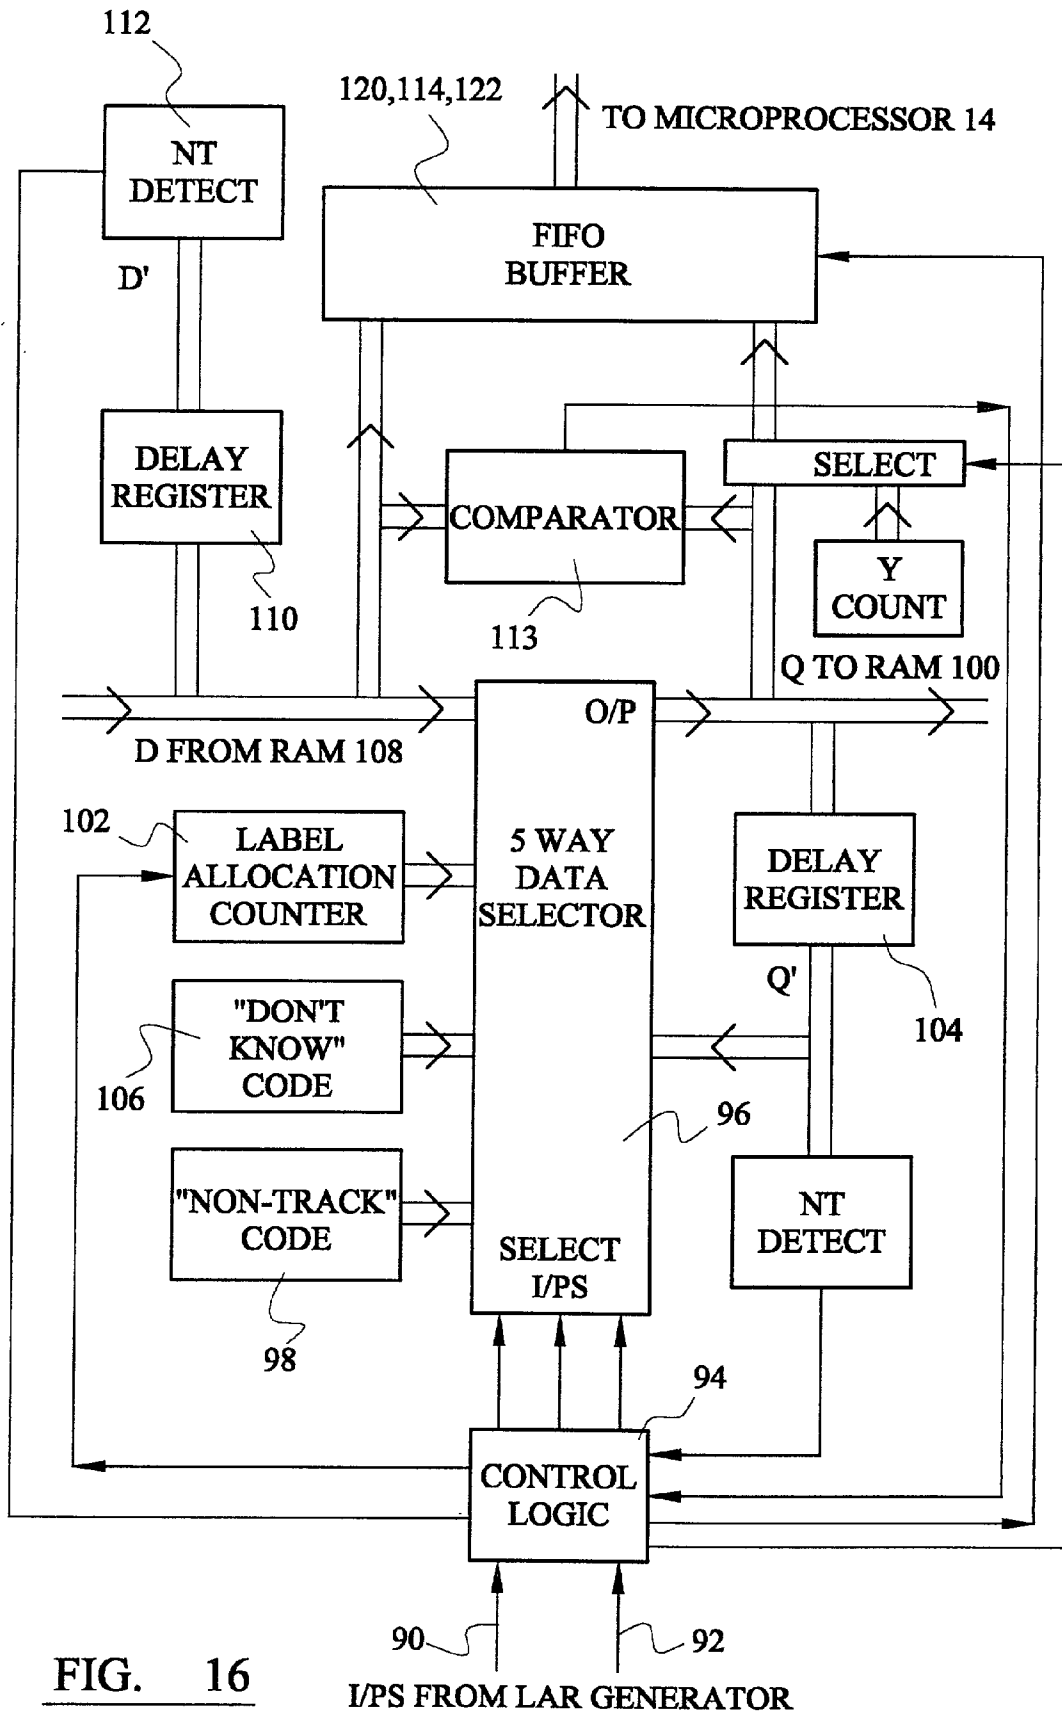 112
120,114,122
TO MICROPROCESSOR 14
NT
DETECT
FIFO
BUFFER
D'
DELAY
REGISTER
110
COMPARATOR
113
SELECT
Y
COUNT
Q TO RAM 100
O/P
D FROM RAM 108
102
LABEL
ALLOCATION
COUNTER
5 WAY
DATA
SELECTOR
DELAY
REGISTER
104
Q'
"DON'T
KNOW"
CODE
106
96
"NON-TRACK"
CODE
98
NT
DETECT
SELECT
I/PS
94
CONTROL
LOGIC
90
92
I/PS FROM LAR GENERATOR
FIG. 16